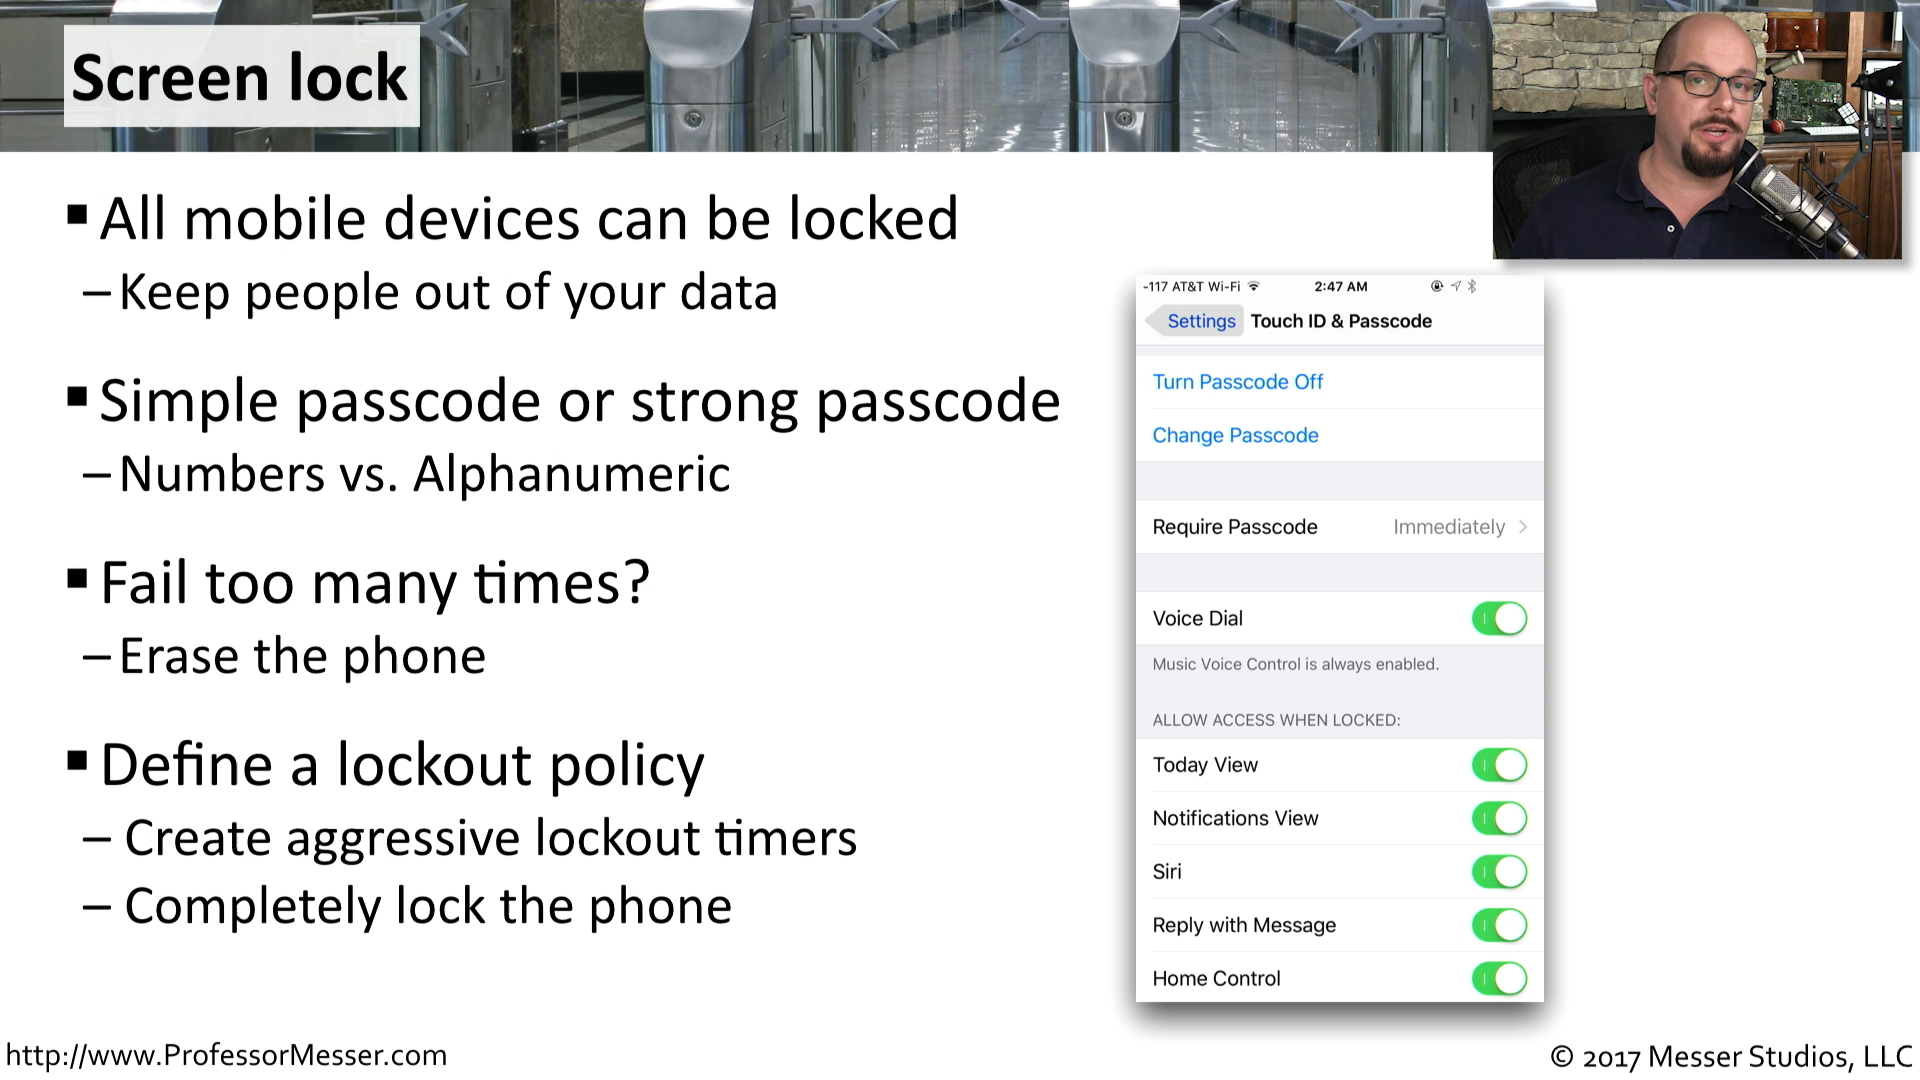 Screen lock
All mobile devices can be locked
– Keep people out of your data
Simple passcode or strong passcode
– Numbers vs. Alphanumeric
Fail too many times?
– Erase the phone
Define a lockout policy
– Create aggressive lockout timers
– Completely lock the phone
-117 AT&T Wi-Fi 2:47 AM
Settings Touch ID & Passcode
Turn Passcode Off
Change Passcode
Require Passcode Immediately
Voice Dial
Music Voice Control is always enabled.
ALLOW ACCESS WHEN LOCKED:
Today View
Notifications View
Siri
Reply with Message
Home Control
http://www.ProfessorMesser.com
© 2017 Messer Studios, LLC